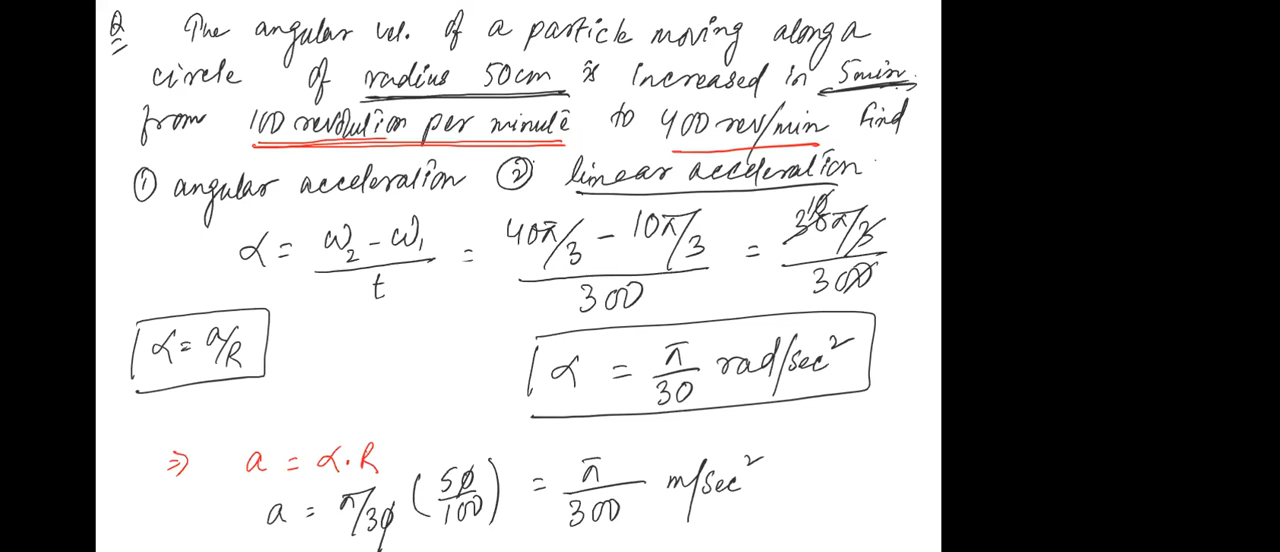 Q The angular vel. of a particle moving along a
circle of radius 50cm is increased in 5min.
from 100 revolution per minute to 400 rev/min find
① angular acceleration ② linear acceleration.
α = ω₂ - ω₁ / t = 40π/3 - 10π/3 / 300 = 30π/3 / 300
α = a/R
α = π/30 rad/sec²
⇒ a = α·R
a = π/30 (50/100) = π/300 m/sec²